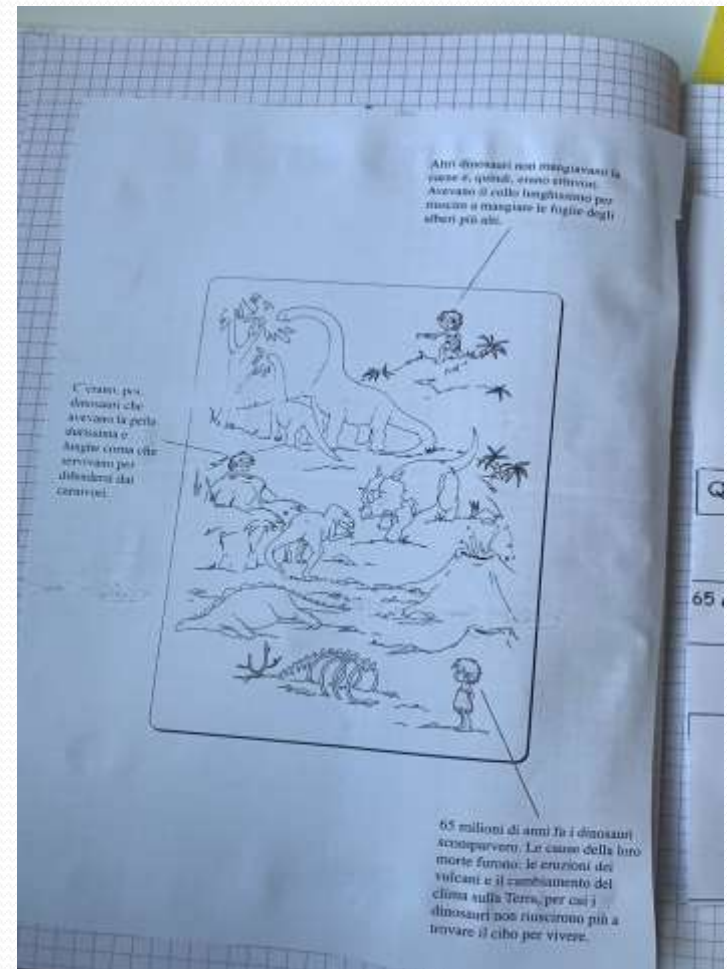 Altri dinosauri non mangiavano la
carne e, quindi, erano erbivori.
Avevano il collo lunghissimo per
riuscire a mangiare le foglie degli
alberi più alti.
C'erano, poi,
dinosauri che
avevano la pelle
durissima e
lunghe corna che
servivano per
difendersi dai
carnivori.
65 milioni di anni fa i dinosauri
scomparvero. Le cause della loro
morte furono: le eruzioni dei
vulcani e il cambiamento del
clima sulla Terra, per cui i
dinosauri non riuscirono più a
trovare il cibo per vivere.
Q
65